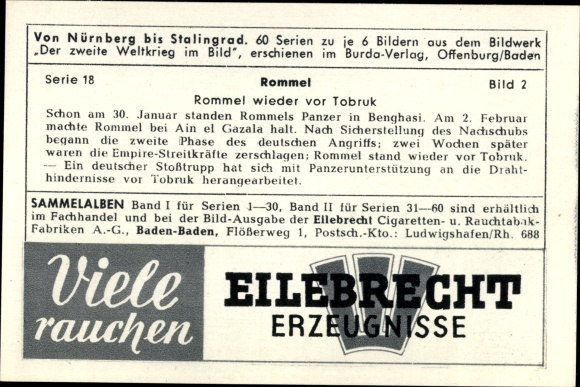 Von Nürnberg bis Stalingrad. 60 Serien zu je 6 Bildern aus dem Bildwerk
„Der zweite Weltkrieg im Bild", erschienen im Burda-Verlag, Offenburg/Baden
Serie 18 Rommel Bild 2
Rommel wieder vor Tobruk
Schon am 30. Januar standen Rommels Panzer in Benghasi. Am 2. Februar
machte Rommel bei Ain el Gazala halt. Nach Sicherstellung des Nachschubs
begann die zweite Phase des deutschen Angriffs; zwei Wochen später
waren die Empire-Streitkräfte zerschlagen; Rommel stand wieder vor Tobruk.
— Ein deutscher Stoßtrupp hat sich mit Panzerunterstützung an die Draht-
hindernisse vor Tobruk herangearbeitet.
SAMMELALBEN Band I für Serien 1—30, Band II für Serien 31—60 sind erhältlich
im Fachhandel und bei der Bild-Ausgabe der Eilebrecht Cigaretten- u. Rauchtabak-
Fabriken A.-G., Baden-Baden, Flößerweg 1, Postsch.-Kto.: Ludwigshafen/Rh. 688
Viele
rauchen
EILEBRECHT
ERZEUGNISSE